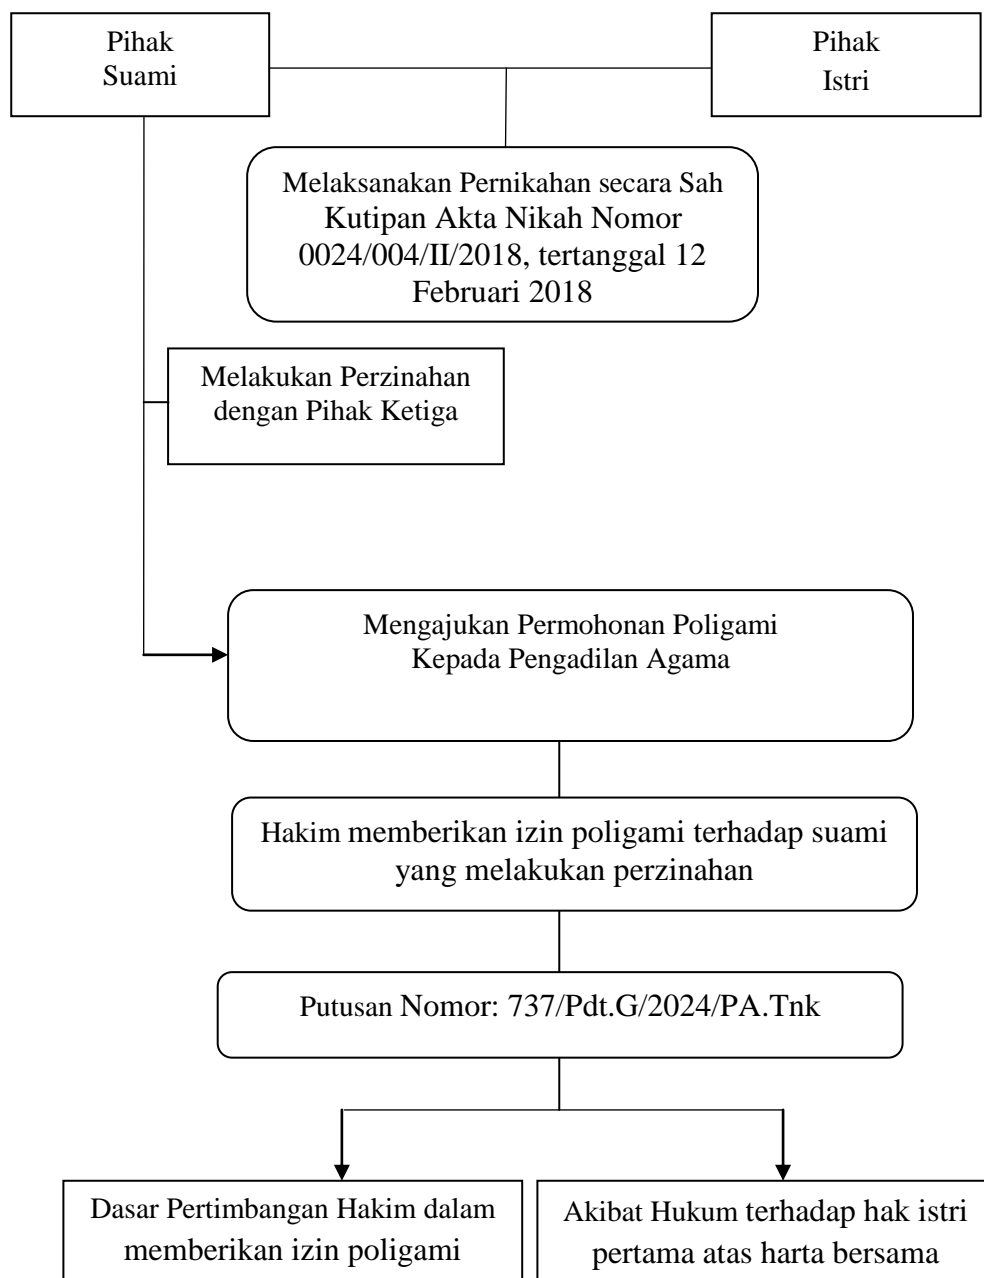 Pihak
Suami
Pihak
Istri
Melaksanakan Pernikahan secara Sah
Kutipan Akta Nikah Nomor
0024/004/II/2018, tertanggal 12
Februari 2018
Melakukan Perzinahan
dengan Pihak Ketiga
Mengajukan Permohonan Poligami
Kepada Pengadilan Agama
Hakim memberikan izin poligami terhadap suami
yang melakukan perzinahan
Putusan Nomor: 737/Pdt.G/2024/PA.Tnk
Dasar Pertimbangan Hakim dalam
memberikan izin poligami
Akibat Hukum terhadap hak istri
pertama atas harta bersama